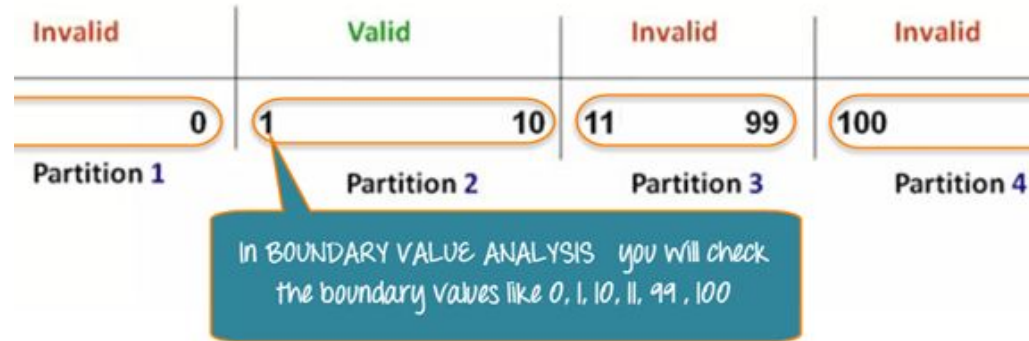 Invalid Valid Invalid Invalid
0 1 10 11 99 100
Partition 1 Partition 2 Partition 3 Partition 4
In BOUNDARY VALUE ANALYSIS you will check
the boundary values like 0, 1, 10, 11, 99 , 100